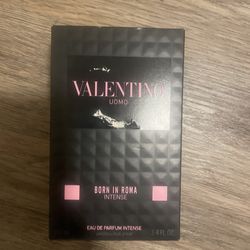 VALENTINO
UOMO
BORN IN ROMA
INTENSE
EAU DE PARFUM INTENSE